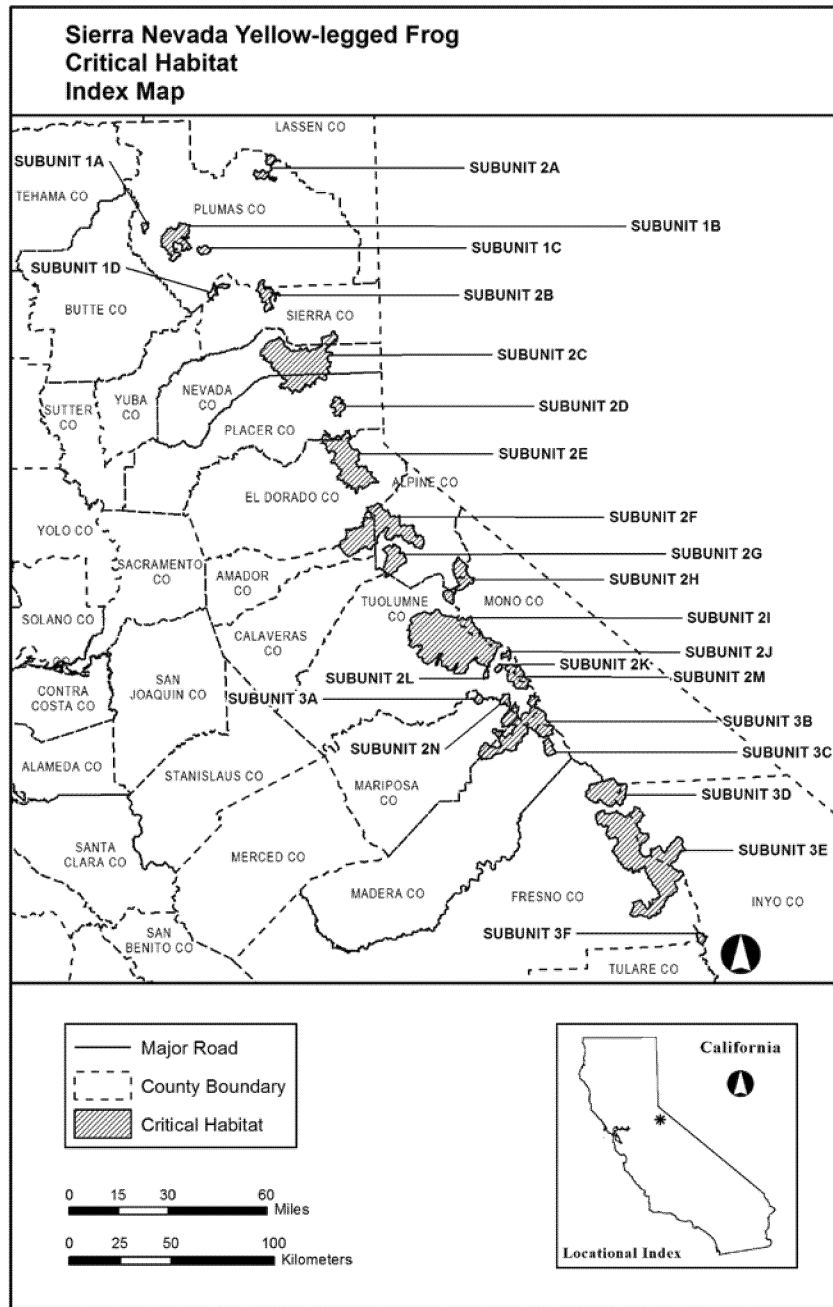 Sierra Nevada Yellow-legged Frog
Critical Habitat
Index Map
LASSEN CO
SUBUNIT 1A
SUBUNIT 2A
TEHAMA CO
PLUMAS CO
SUBUNIT 1B
SUBUNIT 1C
SUBUNIT 1D
SUBUNIT 2B
BUTTE CO
SIERRA CO
SUBUNIT 2C
NEVADA
CO
YUBA
CO
SUTTER
CO
SUBUNIT 2D
PLACER CO
SUBUNIT 2E
ALPINE CO
EL DORADO CO
SUBUNIT 2F
YOLO CO
SUBUNIT 2G
SACRAMENTO
CO
AMADOR
CO
SUBUNIT 2H
TUOLUMNE
CO
MONO CO
SOLANO CO
SUBUNIT 2I
CALAVERAS
CO
SUBUNIT 2J
CO
SUBUNIT 2K
SUBUNIT 2L
SUBUNIT 2M
CONTRA
COSTA CO
SAN
JOAQUIN CO
SUBUNIT 3A
SUBUNIT 3B
SUBUNIT 2N
SUBUNIT 3C
ALAMEDA CO
STANISLAUS CO
MARIPOSA
CO
SUBUNIT 3D
SANTA
CLARA CO
MERCED CO
SUBUNIT 3E
MADERA CO
FRESNO CO
INYO CO
SUBUNIT 3F
SAN
BENITO CO
TULARE CO
Major Road
County Boundary
Critical Habitat
California
0 15 30 60
Miles
0 25 50 100
Kilometers
Locational Index